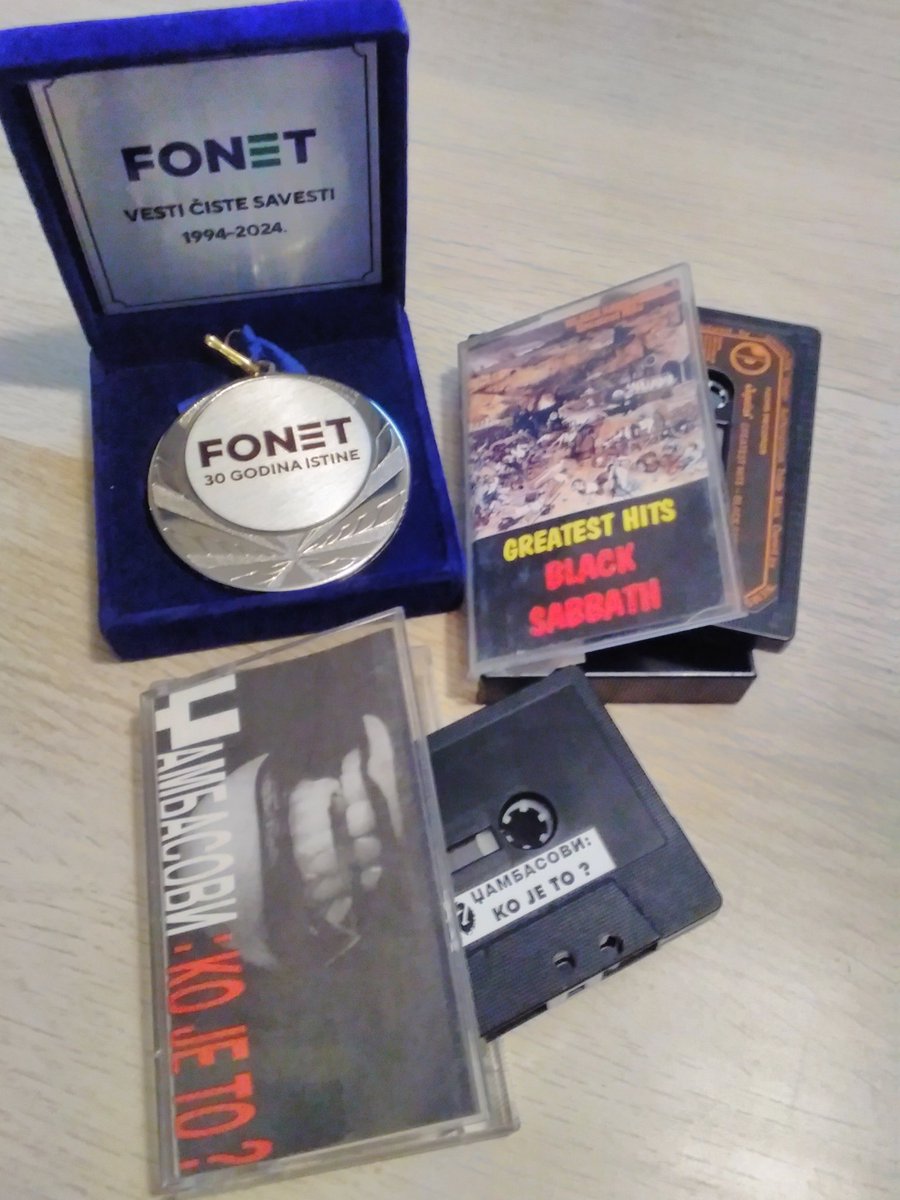 FONET
VESTI ČISTE SAVESTI
1994-2024.
FONET
30 GODINA ISTINE
GREATEST HITS
BLACK
SABBATH
ЏАМБАСОВИ: КО ЈЕ ТО ?
ЏАМБАСОВИ:
КО ЈЕ ТО ?